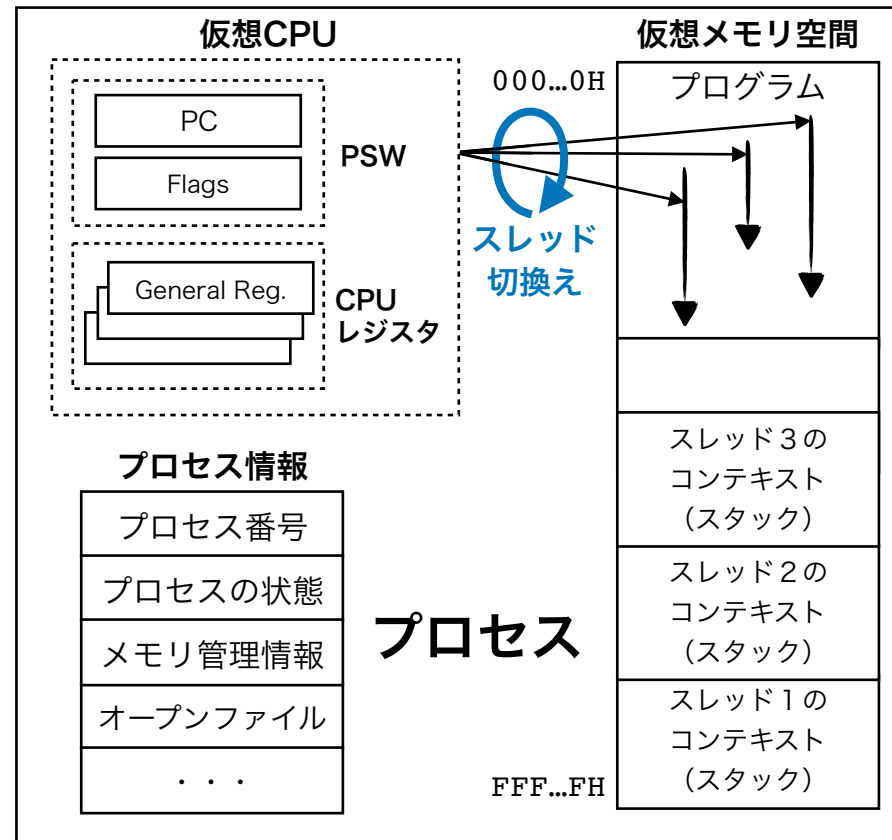 仮想CPU
PC
Flags
PSW
General Reg.
CPU
レジスタ
000…0H
スレッド
切換え
仮想メモリ空間
プログラム
スレッド３の
コンテキスト
（スタック）
スレッド２の
コンテキスト
（スタック）
スレッド１の
コンテキスト
（スタック）
FFF…FH
プロセス情報
プロセス番号
プロセスの状態
メモリ管理情報
オープンファイル
・・・
プロセス